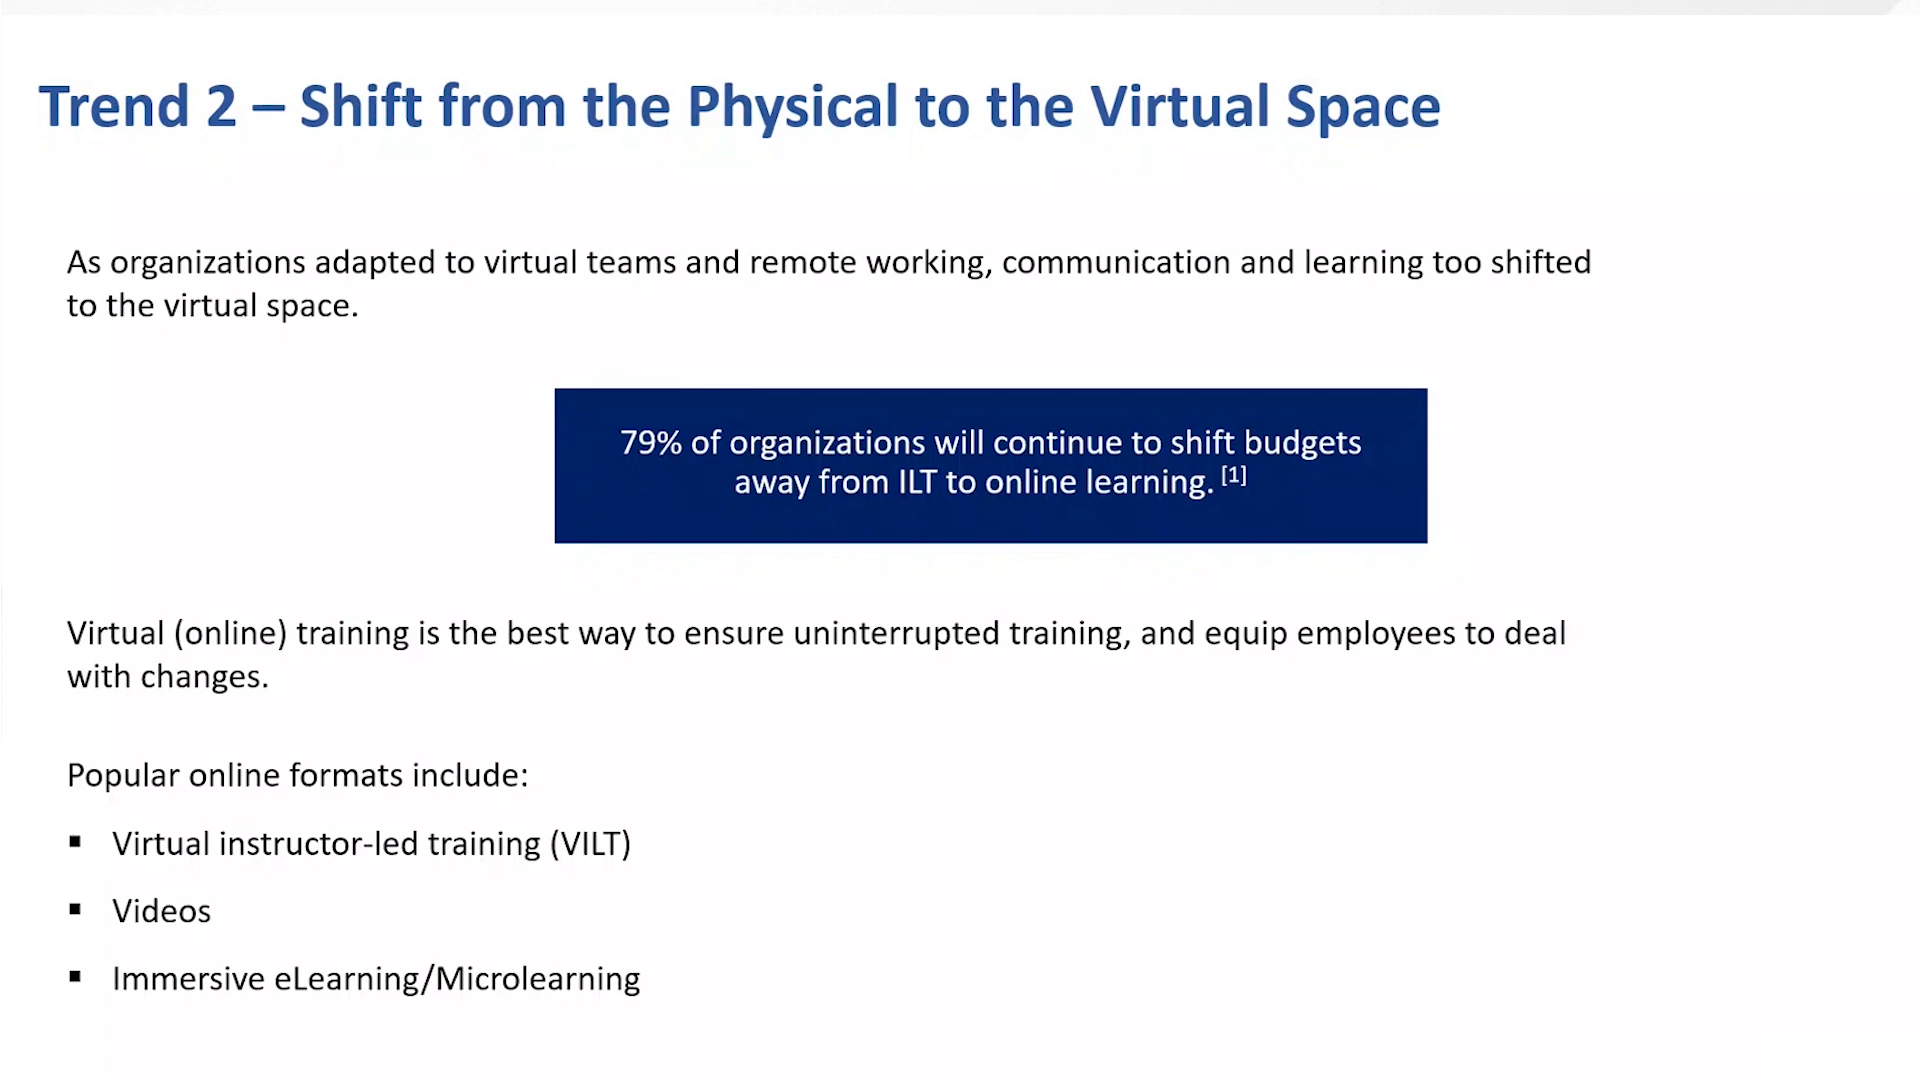 Trend 2 – Shift from the Physical to the Virtual Space
As organizations adapted to virtual teams and remote working, communication and learning too shifted
to the virtual space.
79% of organizations will continue to shift budgets
away from ILT to online learning. [1]
Virtual (online) training is the best way to ensure uninterrupted training, and equip employees to deal
with changes.
Popular online formats include:
▪ Virtual instructor-led training (VILT)
▪ Videos
▪ Immersive eLearning/Microlearning